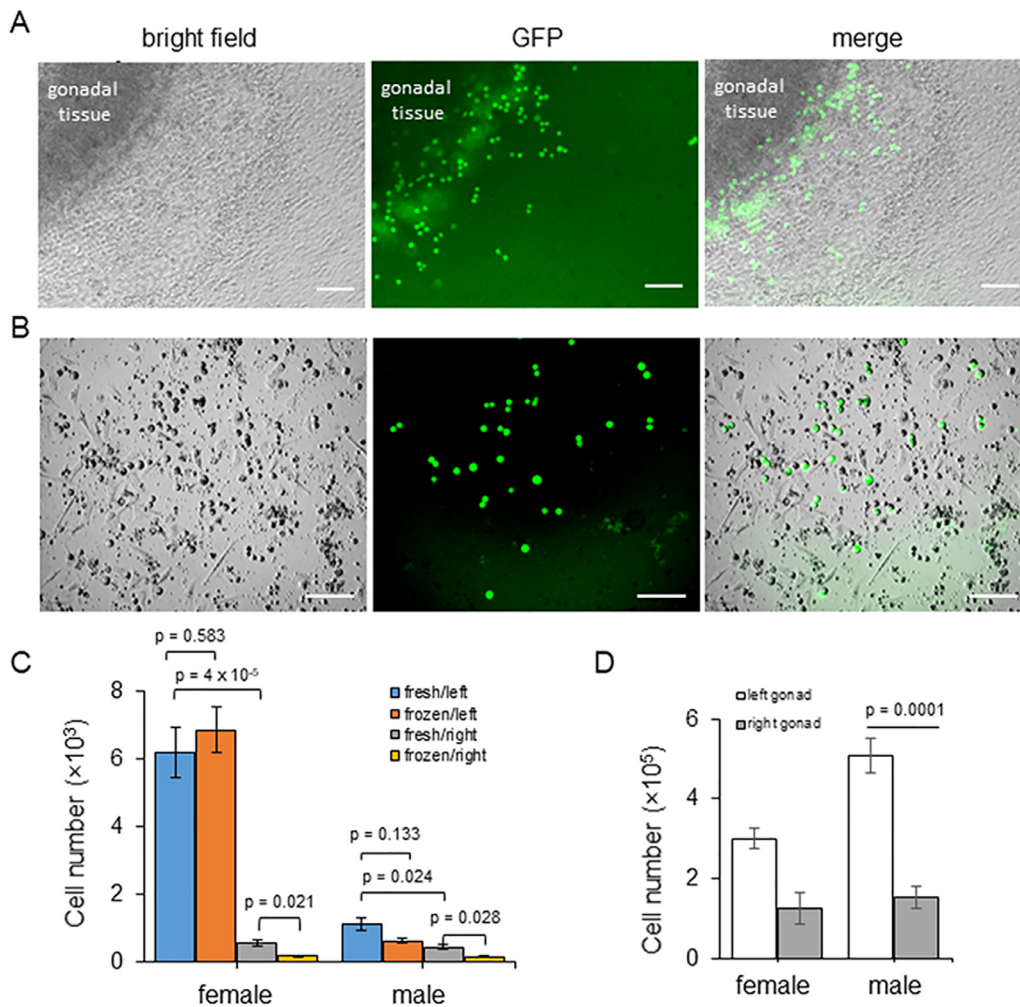 A
bright field
GFP
merge
gonadal
tissue
gonadal
tissue
gonadal
tissue
B
C
p = 0.583
p = 4 x 10⁻⁵
fresh/left
frozen/left
fresh/right
frozen/right
Cell number (×10³)
8
6
4
2
0
p = 0.021
p = 0.133
p = 0.024
p = 0.028
female
male
D
left gonad
right gonad
p = 0.0001
Cell number (×10⁵)
6
4
2
0
female
male